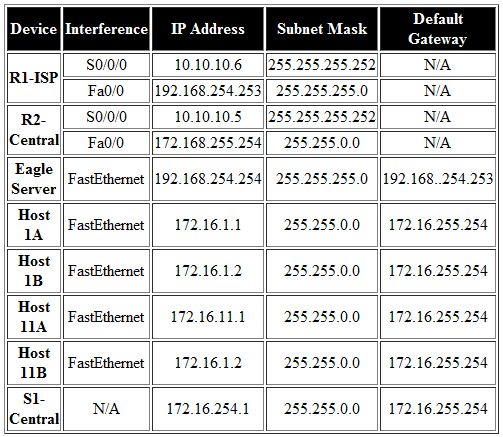 Device Interference IP Address Subnet Mask Default Gateway
R1-ISP S0/0/0 10.10.10.6 255.255.255.252 N/A
Fa0/0 192.168.254.253 255.255.255.0 N/A
R2-Central S0/0/0 10.10.10.5 255.255.255.252 N/A
Fa0/0 172.168.255.254 255.255.0.0 N/A
Eagle Server FastEthernet 192.168.254.254 255.255.255.0 192.168..254.253
Host 1A FastEthernet 172.16.1.1 255.255.0.0 172.16.255.254
Host 1B FastEthernet 172.16.1.2 255.255.0.0 172.16.255.254
Host 11A FastEthernet 172.16.11.1 255.255.0.0 172.16.255.254
Host 11B FastEthernet 172.16.1.2 255.255.0.0 172.16.255.254
S1-Central N/A 172.16.254.1 255.255.0.0 172.16.255.254